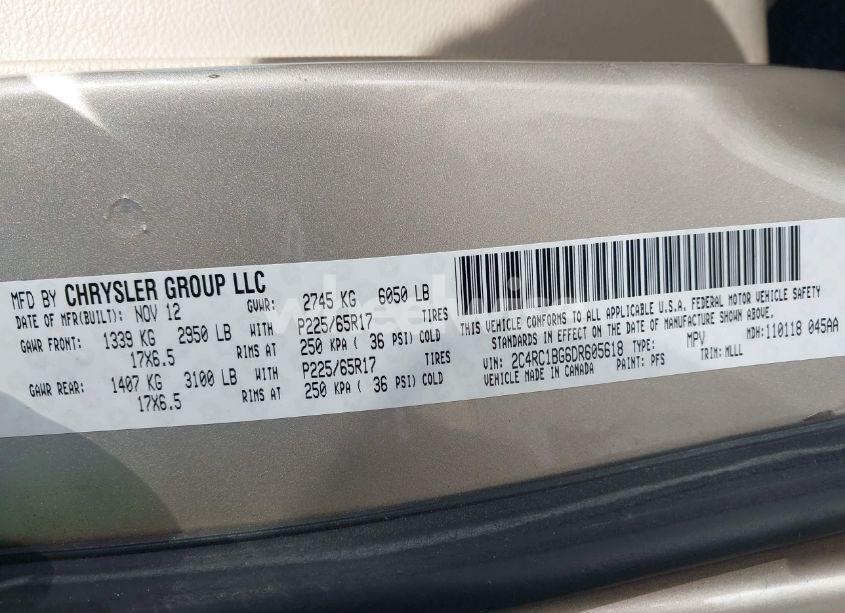 MFD BY CHRYSLER GROUP LLC
DATE OF MFR(BUILT): NOV 12 GVWR: 2745 KG 6050 LB
GAWR FRONT: 1339 KG 2950 LB WITH P225/65R17 TIRES
17X6.5 RIMS AT 250 KPA ( 36 PSI) COLD
GAWR REAR: 1407 KG 3100 LB WITH P225/65R17 TIRES
17X6.5 RIMS AT 250 KPA ( 36 PSI) COLD
THIS VEHICLE CONFORMS TO ALL APPLICABLE U.S.A. FEDERAL MOTOR VEHICLE SAFETY
STANDARDS IN EFFECT ON THE DATE OF MANUFACTURE SHOWN ABOVE.
VIN: 2C4RC1BG6DR605618 TYPE: MPV MDH:110118 045AA
VEHICLE MADE IN CANADA PAINT: PFS TRIM: MLLL